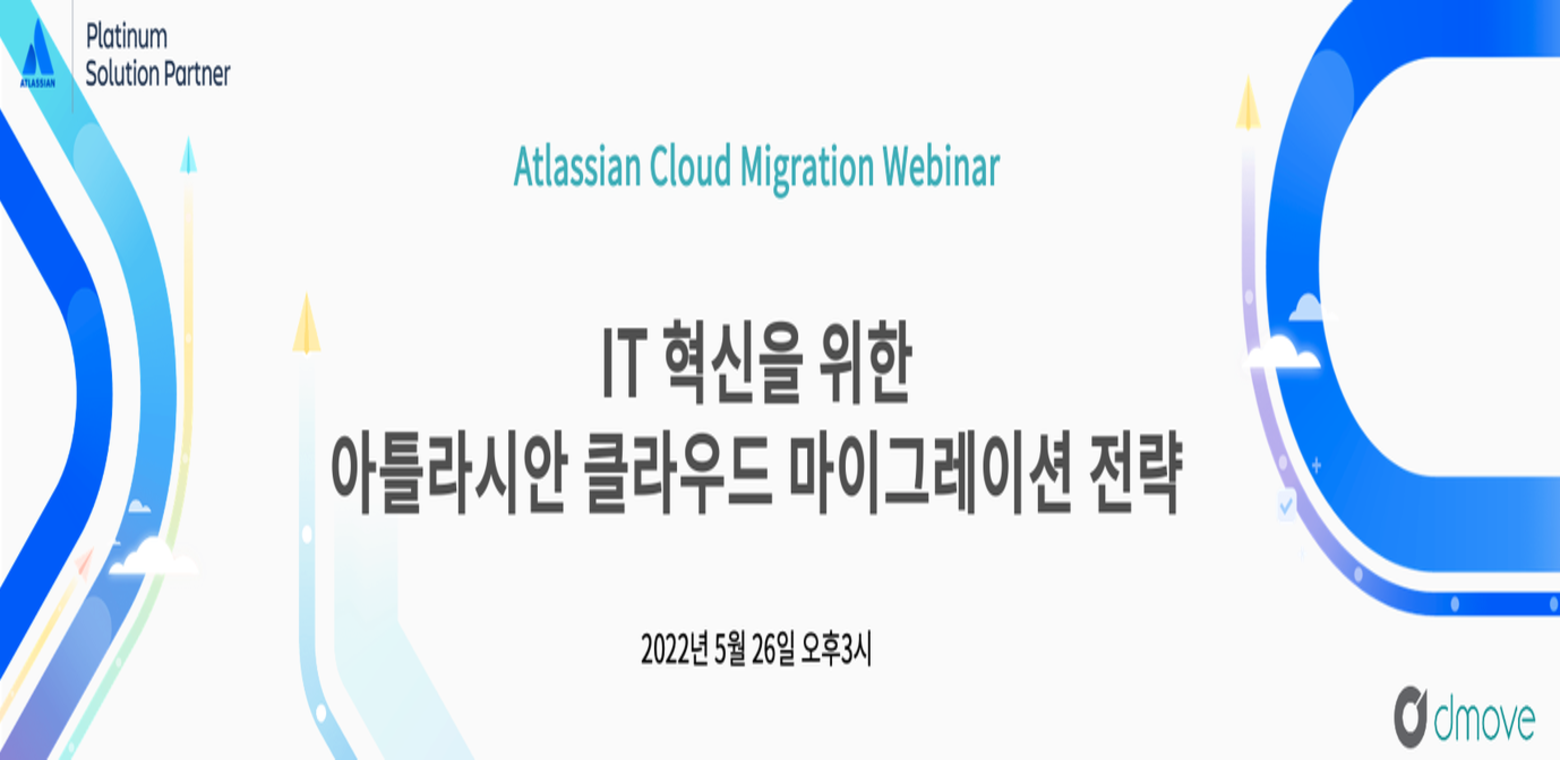 Platinum
Solution Partner
ATLASSIAN
Atlassian Cloud Migration Webinar
IT 혁신을 위한
아틀라시안 클라우드 마이그레이션 전략
2022년 5월 26일 오후3시
dmove